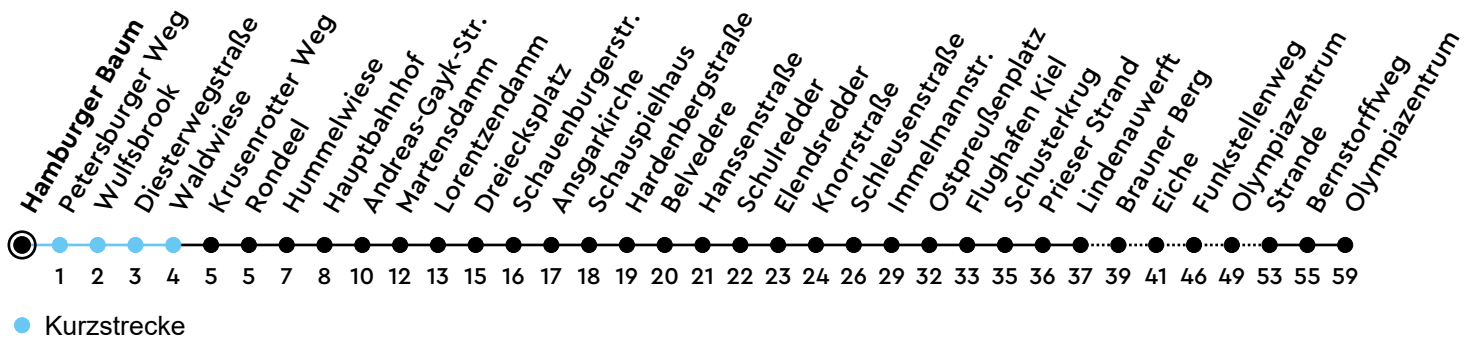 Hamburger Baum
Petersburger Weg
Wulfsbrook
Diesterwegstraße
Waldwiese
Krusenrotter Weg
Rondeel
Hummelwiese
Hauptbahnhof
Andreas-Gayk-Str.
Martensdamm
Lorentzendamm
Dreiecksplatz
Schauenburgerstr.
Ansgarkirche
Schauspielhaus
Hardenbergstraße
Belvedere
Hanssenstraße
Schulredder
Elendsredder
Knorrstraße
Schleusenstraße
Immelmannstr.
Ostpreußenplatz
Flughafen Kiel
Schusterkrug
Prieser Strand
Lindenauwerft
Brauner Berg
Eiche
Funkstellenweg
Olympiazentrum
Strande
Bernstorffweg
Olympiazentrum
1 2 3 4 5 5 7 8 10 12 13 15 16 17 18 19 20 21 22 23 24 26 29 32 33 35 36 37 39 41 46 49 53 55 59
Kurzstrecke